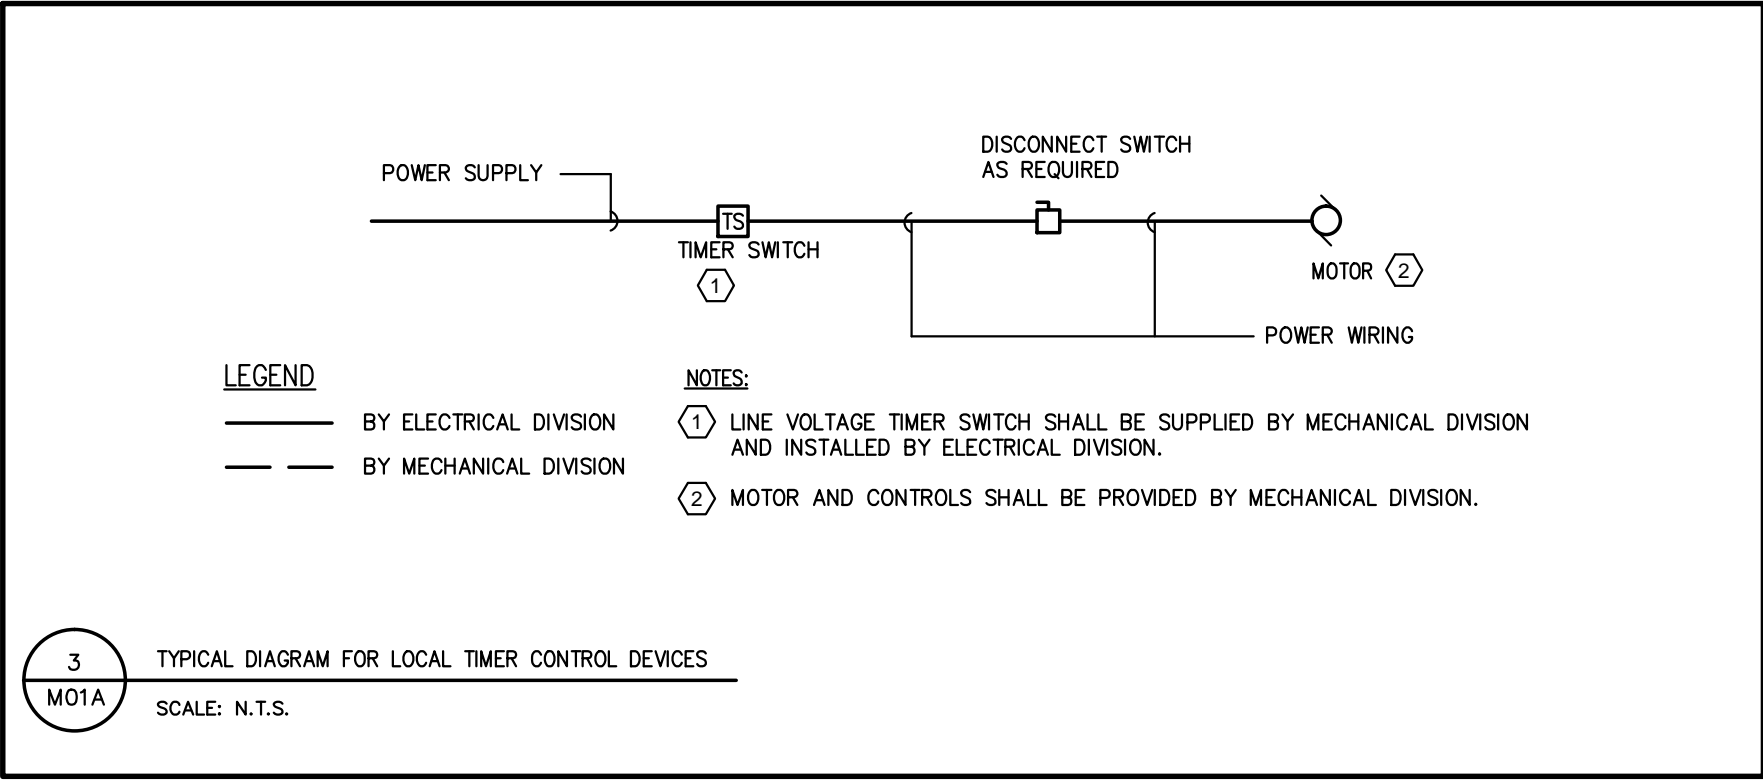 POWER SUPPLY
DISCONNECT SWITCH
AS REQUIRED
TS
TIMER SWITCH
1
MOTOR 2
POWER WIRING
LEGEND
BY ELECTRICAL DIVISION
BY MECHANICAL DIVISION
NOTES:
1 LINE VOLTAGE TIMER SWITCH SHALL BE SUPPLIED BY MECHANICAL DIVISION
AND INSTALLED BY ELECTRICAL DIVISION.
2 MOTOR AND CONTROLS SHALL BE PROVIDED BY MECHANICAL DIVISION.
3
M01A
TYPICAL DIAGRAM FOR LOCAL TIMER CONTROL DEVICES
SCALE: N.T.S.